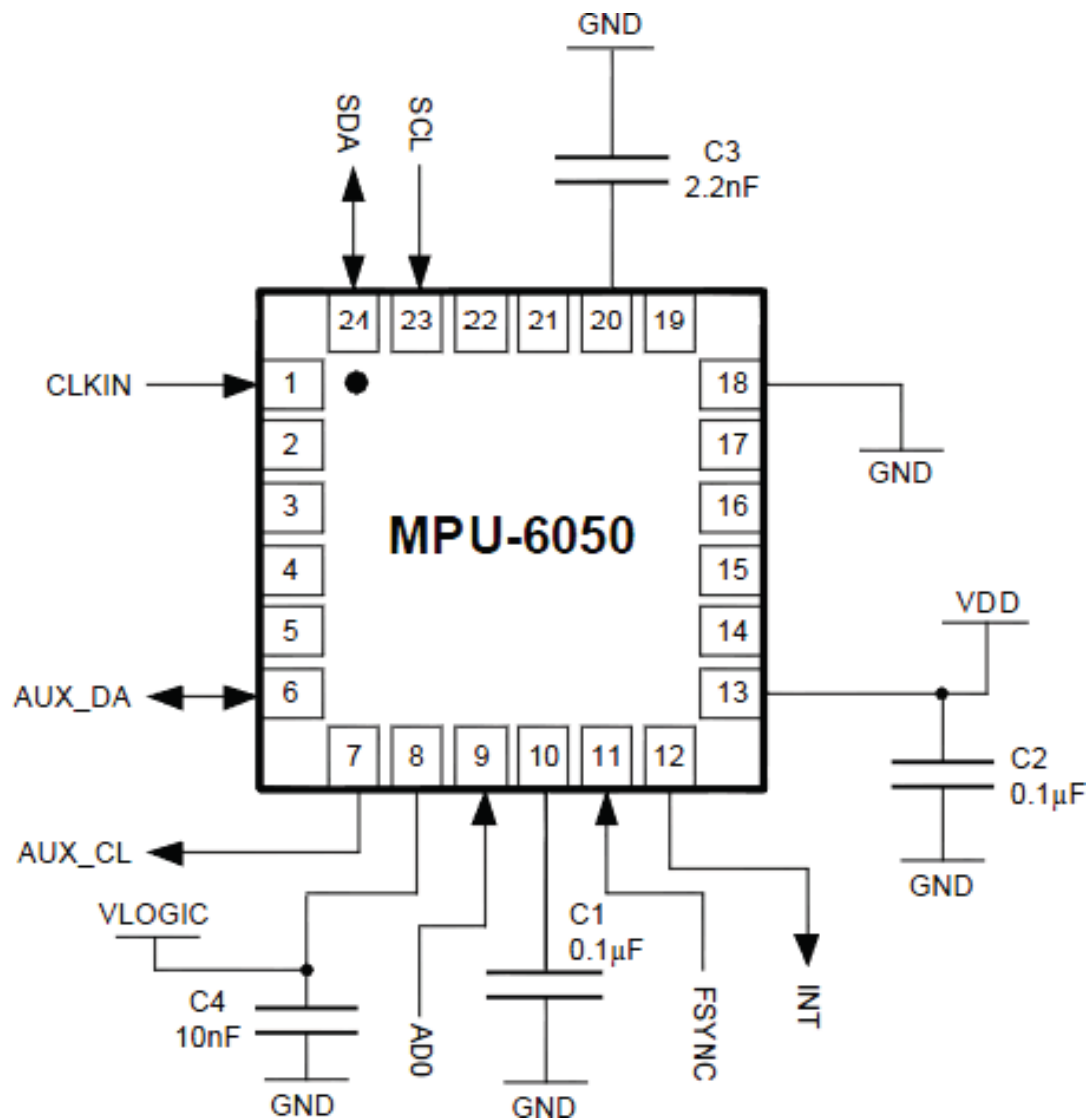 GND
SDA
SCL
C3
2.2nF
24
23
22
21
20
19
CLKIN
1
18
2
17
GND
3
16
MPU-6050
4
15
VDD
5
14
AUX_DA
6
13
7
8
9
10
11
12
C2
0.1µF
AUX_CL
GND
VLOGIC
C1
0.1µF
C4
10nF
AD0
FSYNC
INT
GND
GND